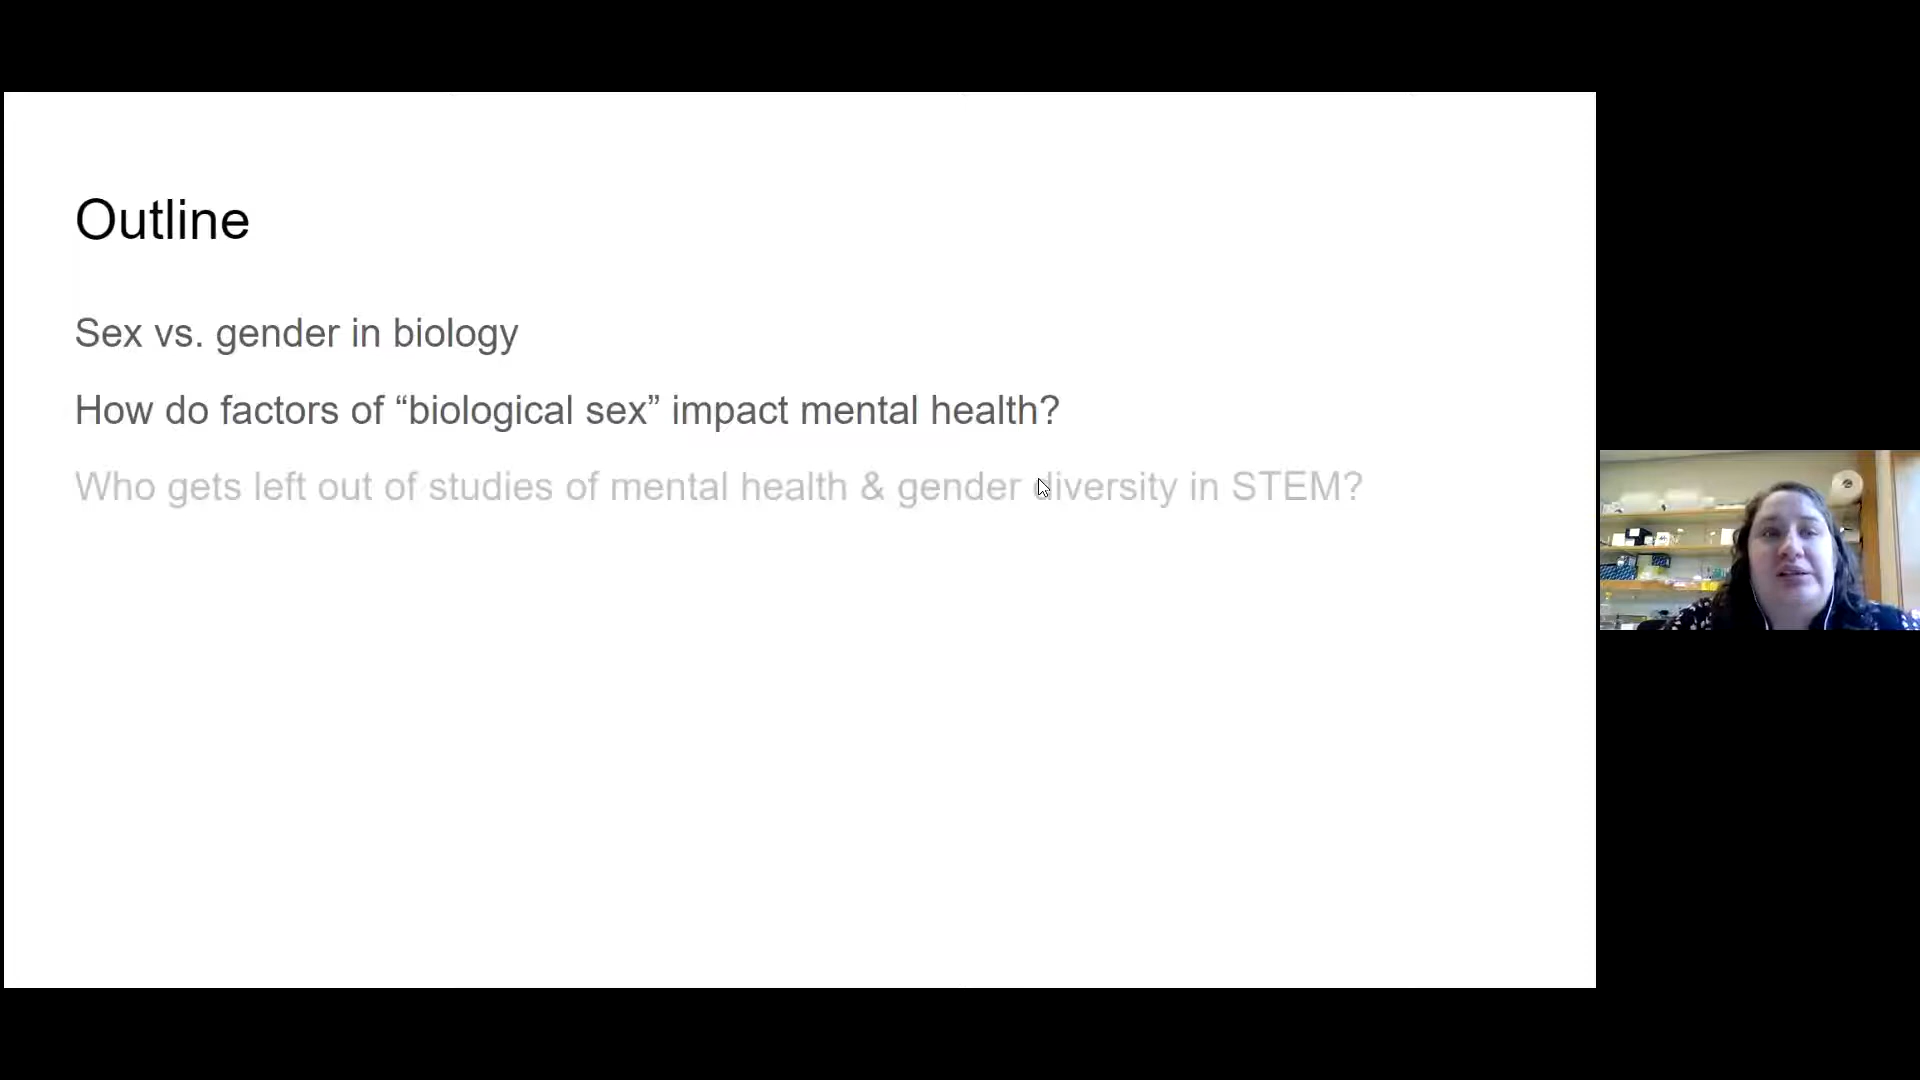 Outline
Sex vs. gender in biology
How do factors of “biological sex” impact mental health?
Who gets left out of studies of mental health & gender diversity in STEM?